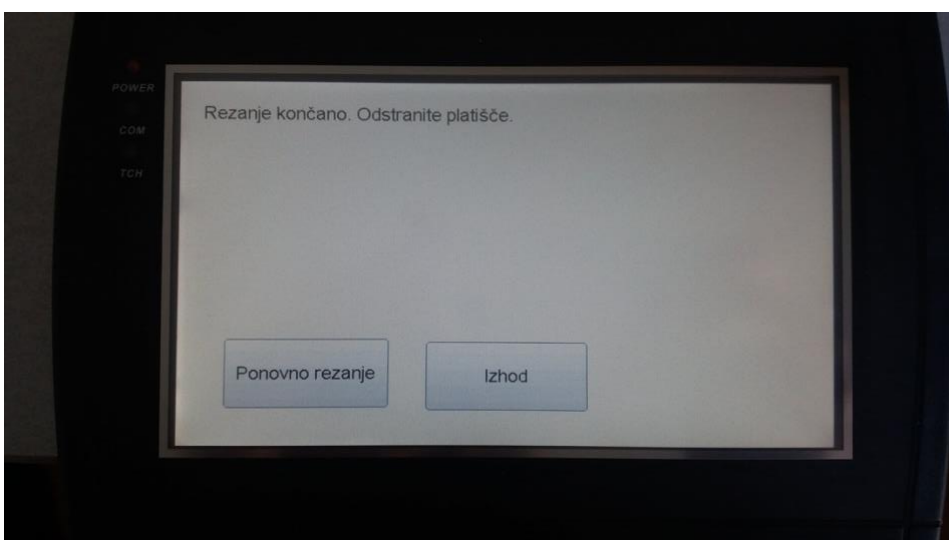 POWER
COM
TCH
Rezanje končano. Odstranite platišče.
Ponovno rezanje
Izhod